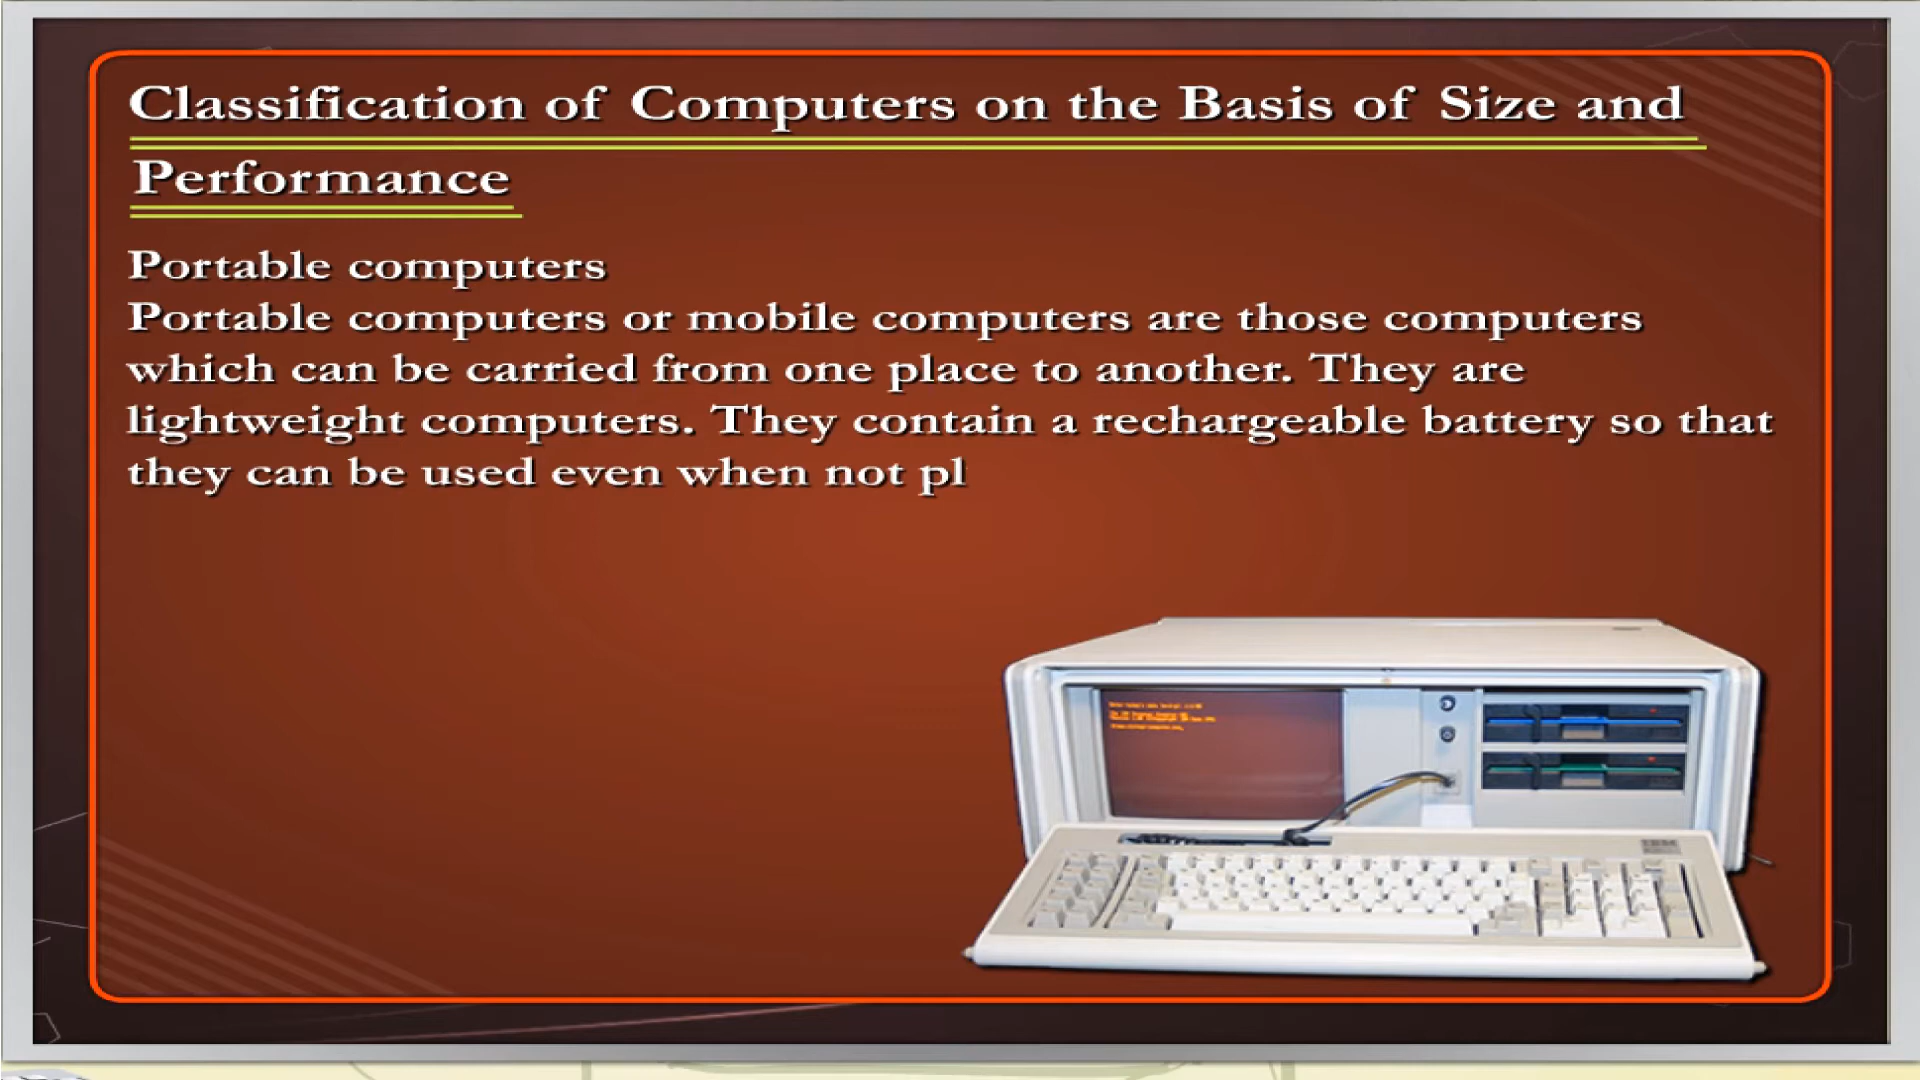 Classification of Computers on the Basis of Size and
Performance
Portable computers
Portable computers or mobile computers are those computers
which can be carried from one place to another. They are
lightweight computers. They contain a rechargeable battery so that
they can be used even when not pl
IBM